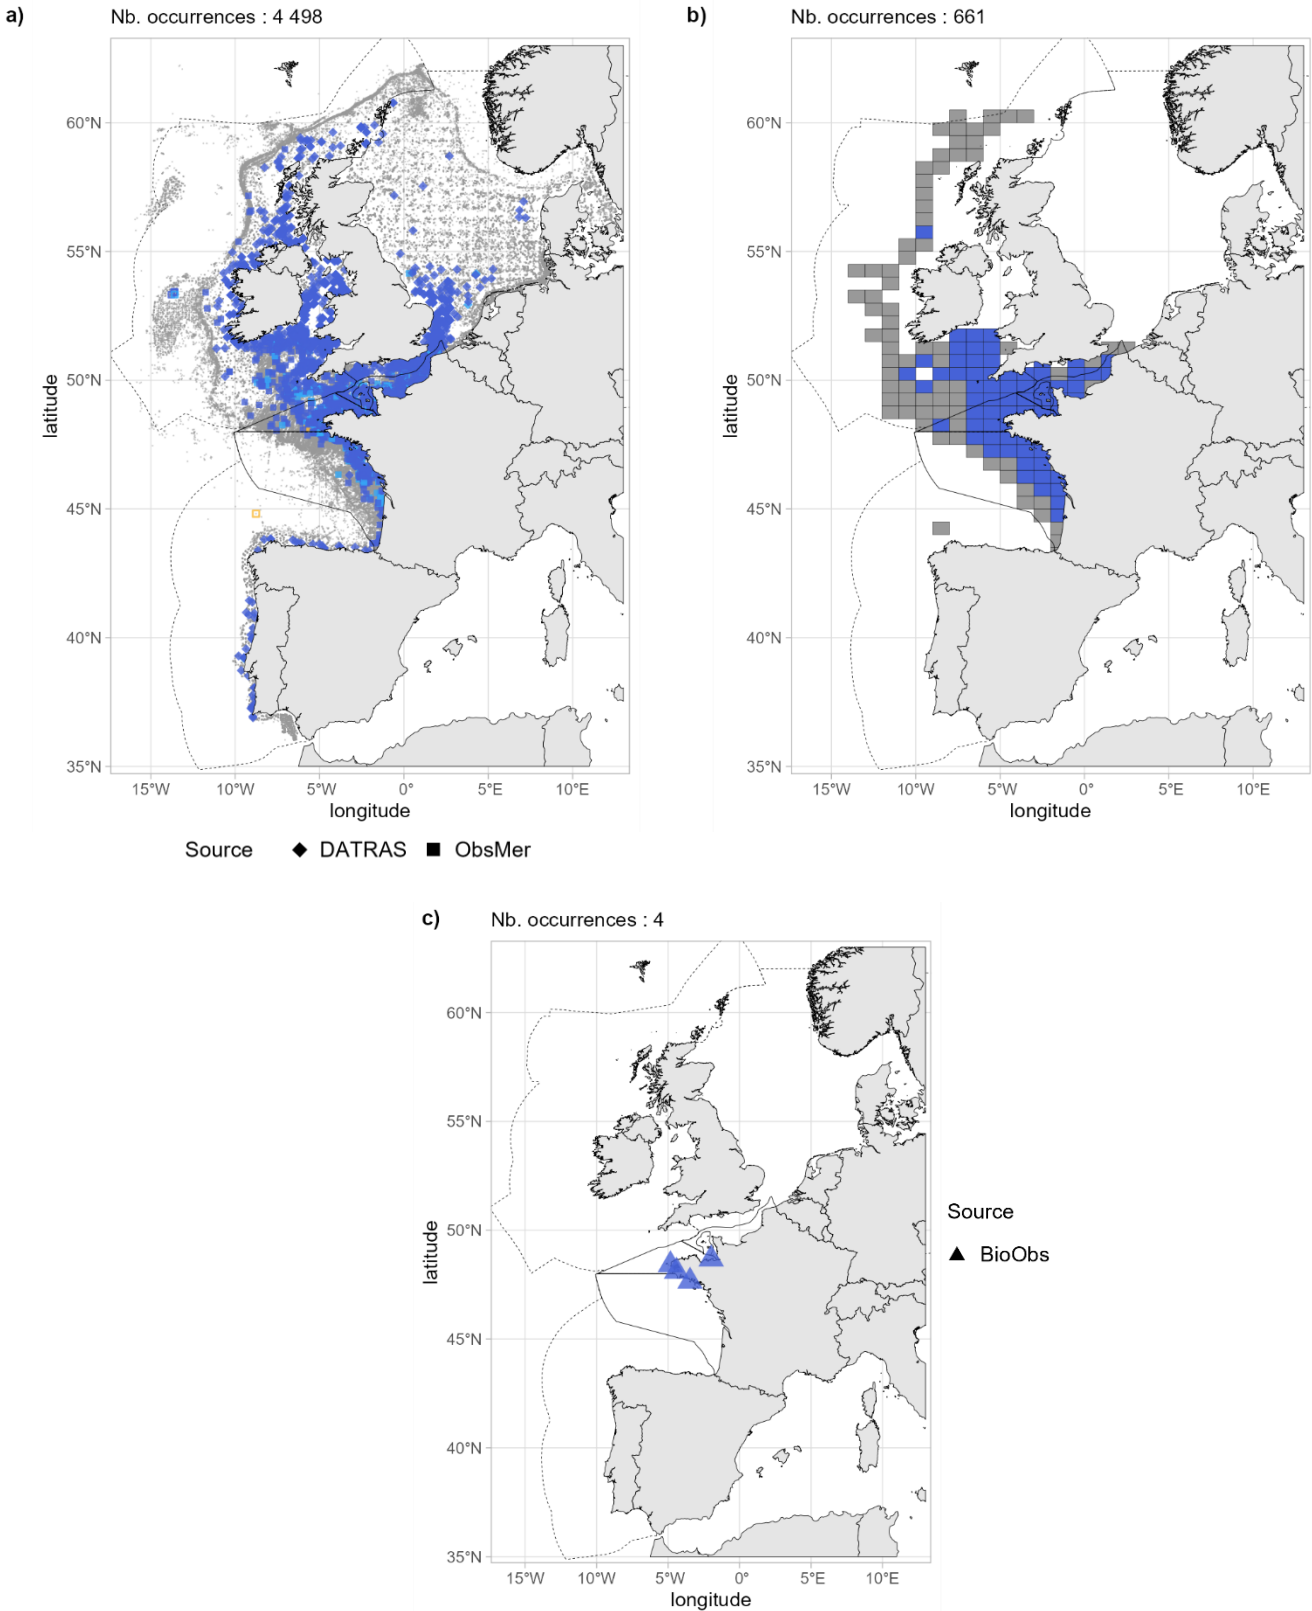 a)
Nb. occurrences : 4 498
60°N
55°N
50°N
45°N
40°N
35°N
latitude
15°W
10°W
5°W
0°
5°E
10°E
longitude
Source
DATRAS
ObsMer
b)
Nb. occurrences : 661
60°N
55°N
50°N
45°N
40°N
35°N
latitude
15°W
10°W
5°W
0°
5°E
10°E
longitude
c)
Nb. occurrences : 4
60°N
55°N
50°N
45°N
40°N
35°N
latitude
15°W
10°W
5°W
0°
5°E
10°E
longitude
Source
BioObs